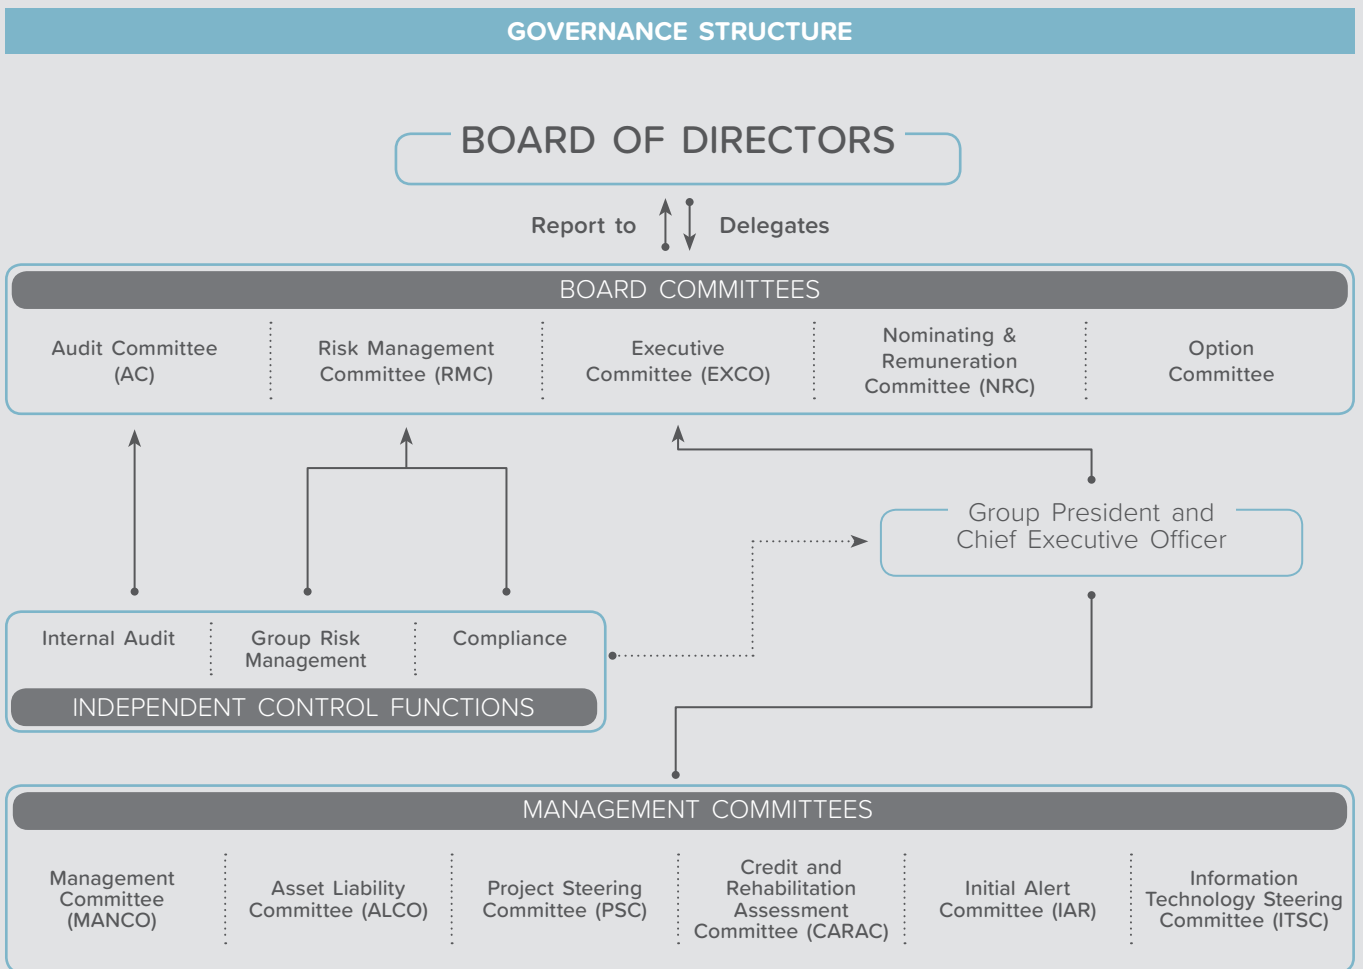 GOVERNANCE STRUCTURE
BOARD OF DIRECTORS
Report to
Delegates
BOARD COMMITTEES
Audit Committee
(AC)
Risk Management
Committee (RMC)
Executive
Committee (EXCO)
Nominating &
Remuneration
Committee (NRC)
Option
Committee
Group President and
Chief Executive Officer
Internal Audit
Group Risk
Management
Compliance
INDEPENDENT CONTROL FUNCTIONS
MANAGEMENT COMMITTEES
Management
Committee
(MANCO)
Asset Liability
Committee (ALCO)
Project Steering
Committee (PSC)
Credit and
Rehabilitation
Assessment
Committee (CARAC)
Initial Alert
Committee (IAR)
Information
Technology Steering
Committee (ITSC)